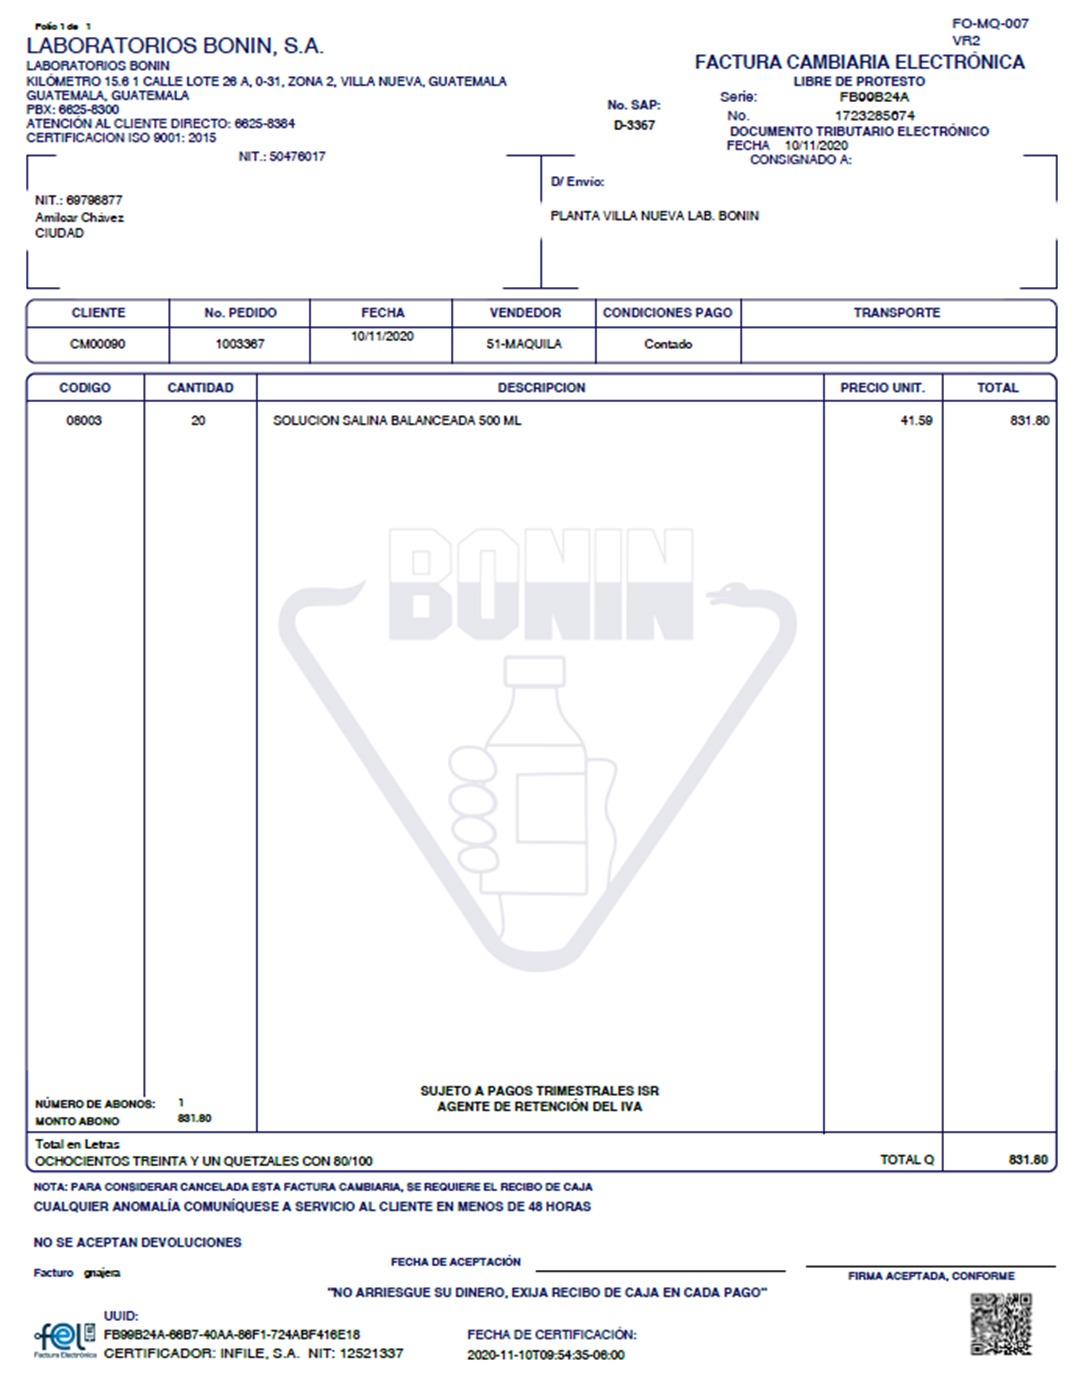 Folio 1 de 1
FO-MQ-007
VR2
LABORATORIOS BONIN, S.A.
LABORATORIOS BONIN
KILÓMETRO 15.6 1 CALLE LOTE 26 A, 0-31, ZONA 2, VILLA NUEVA, GUATEMALA
GUATEMALA, GUATEMALA
PBX: 6625-8300
ATENCIÓN AL CLIENTE DIRECTO: 6625-8384
CERTIFICACION ISO 9001: 2015
NIT.: 50476017
No. SAP:
D-3367
FACTURA CAMBIARIA ELECTRÓNICA
LIBRE DE PROTESTO
Serie: FB99B24A
No. 1723285674
DOCUMENTO TRIBUTARIO ELECTRÓNICO
FECHA 10/11/2020
CONSIGNADO A:
NIT.: 69796877
Amilcar Chávez
CIUDAD
D/ Envío:
PLANTA VILLA NUEVA LAB. BONIN
CLIENTE No. PEDIDO FECHA VENDEDOR CONDICIONES PAGO TRANSPORTE
CM00090 1003367 10/11/2020 51-MAQUILA Contado
CODIGO CANTIDAD DESCRIPCION PRECIO UNIT. TOTAL
08003 20 SOLUCION SALINA BALANCEADA 500 ML 41.59 831.80
BONIN
SUJETO A PAGOS TRIMESTRALES ISR
AGENTE DE RETENCIÓN DEL IVA
NÚMERO DE ABONOS: 1
MONTO ABONO 831.80
Total en Letras
OCHOCIENTOS TREINTA Y UN QUETZALES CON 80/100
TOTAL Q 831.80
NOTA: PARA CONSIDERAR CANCELADA ESTA FACTURA CAMBIARIA, SE REQUIERE EL RECIBO DE CAJA
CUALQUIER ANOMALÍA COMUNÍQUESE A SERVICIO AL CLIENTE EN MENOS DE 48 HORAS
NO SE ACEPTAN DEVOLUCIONES
FECHA DE ACEPTACIÓN
Facturo gnajera
FIRMA ACEPTADA, CONFORME
"NO ARRIESGUE SU DINERO, EXIJA RECIBO DE CAJA EN CADA PAGO"
fel
Factura Electrónica
UUID:
FB99B24A-66B7-40AA-86F1-724ABF416E18
CERTIFICADOR: INFILE, S.A. NIT: 12521337
FECHA DE CERTIFICACIÓN:
2020-11-10T09:54:35-06:00